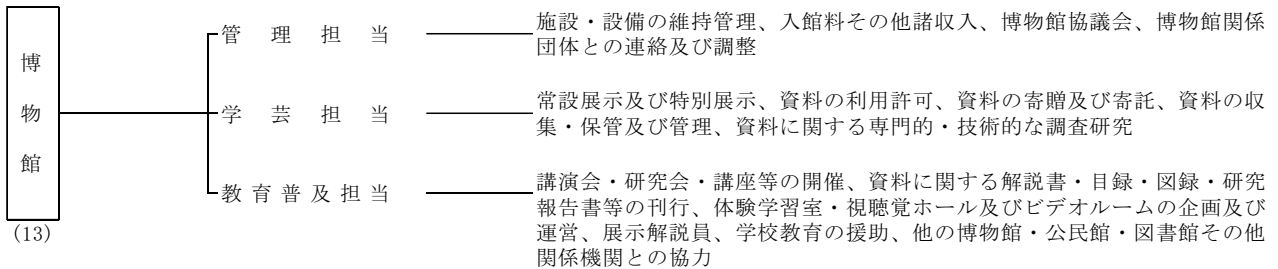 博物館
(13)
管理担当
施設・設備の維持管理、入館料その他諸収入、博物館協議会、博物館関係
団体との連絡及び調整
学芸担当
常設展示及び特別展示、資料の利用許可、資料の寄贈及び寄託、資料の収
集・保管及び管理、資料に関する専門的・技術的な調査研究
教育普及担当
講演会・研究会・講座等の開催、資料に関する解説書・目録・図録・研究
報告書等の刊行、体験学習室・視聴覚ホール及びビデオルームの企画及び
運営、展示解説員、学校教育の援助、他の博物館・公民館・図書館その他
関係機関との協力